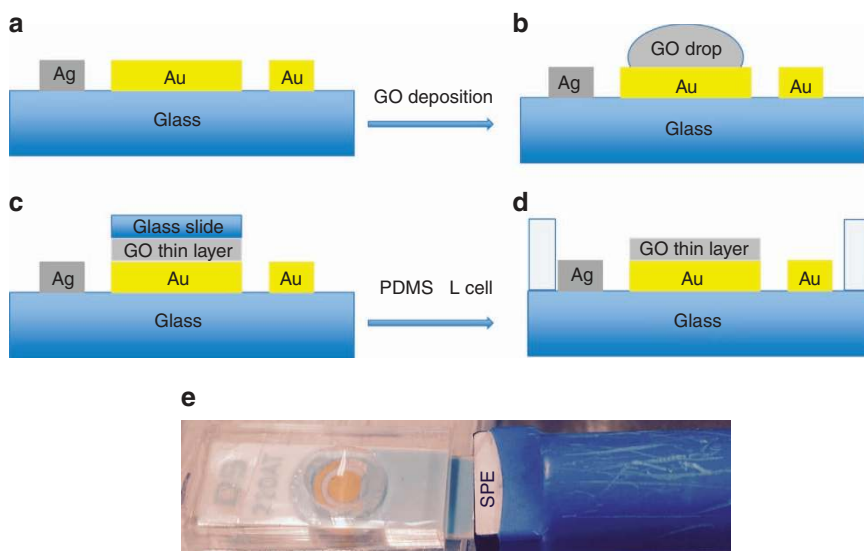 a
Ag
Au
Au
Glass
GO deposition
b
GO drop
Ag
Au
Au
Glass
c
Glass slide
GO thin layer
Ag
Au
Au
Glass
PDMS L cell
d
GO thin layer
Ag
Au
Au
Glass
e
SPE